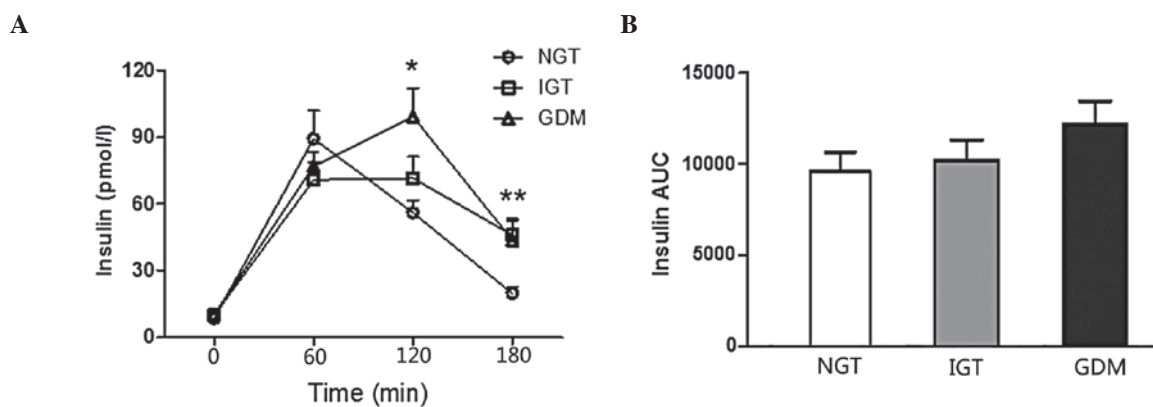 A
Insulin (pmol/l)
120
90
60
30
0
0 60 120 180
Time (min)
NGT
IGT
GDM
*
**
B
Insulin AUC
15000
10000
5000
0
NGT IGT GDM